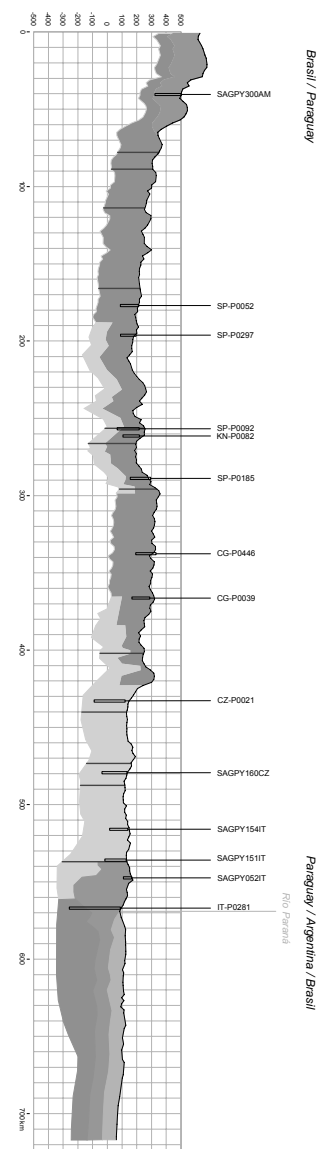 500
400
300
200
100
0
-100
-200
-300
-400
-500
0
Brasil / Paraguay
SAGPY300AM
100
SP-P0052
200
SP-P0297
SP-P0092
KN-P0082
SP-P0185
300
CG-P0446
CG-P0039
400
CZ-P0021
SAGPY160CZ
500
SAGPY154IT
SAGPY151IT
SAGPY052IT
IT-P0281
Río Paraná
Paraguay / Argentina / Brasil
600
700 km